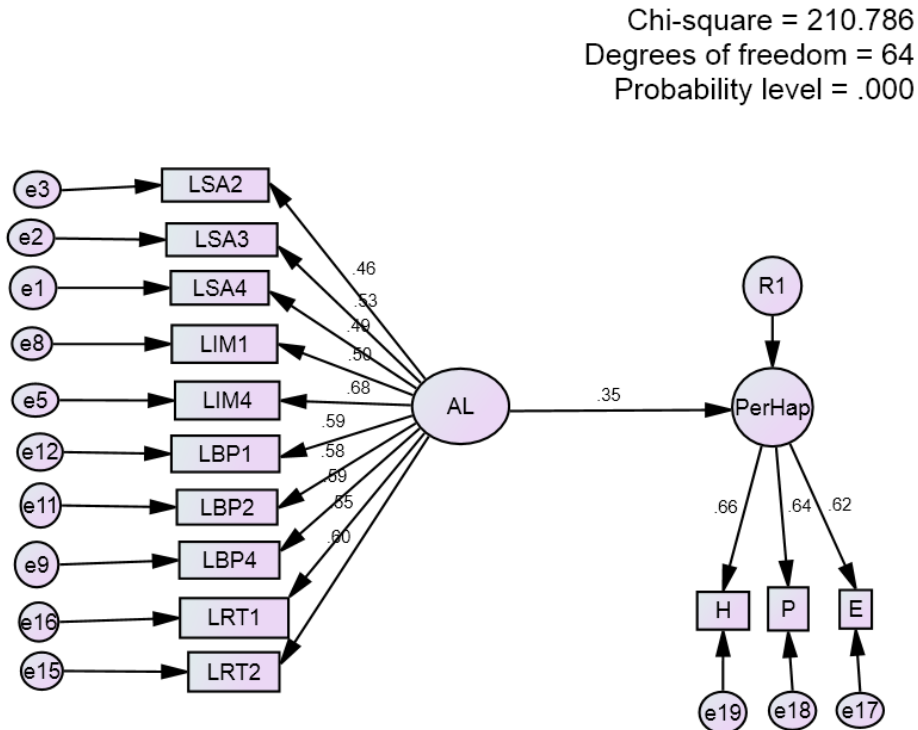 Chi-square = 210.786
Degrees of freedom = 64
Probability level = .000
e3
LSA2
e2
LSA3
e1
LSA4
e8
LIM1
e5
LIM4
e12
LBP1
e11
LBP2
e9
LBP4
e16
LRT1
e15
LRT2
.46
.53
.49
.50
.68
.59
.58
.59
.55
.60
AL
.35
R1
PerHap
.66
.64
.62
H
P
E
e19
e18
e17